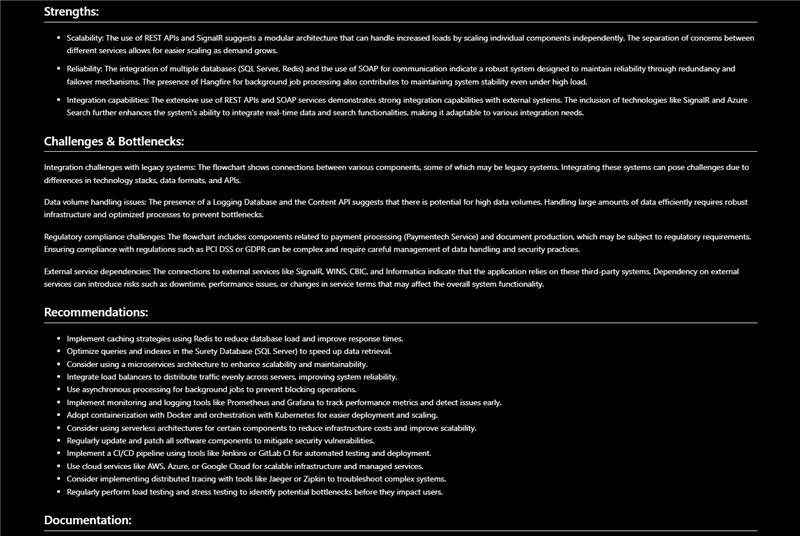 Strengths:
Scalability: The use of REST APIs and SignalR suggests a modular architecture that can handle increased loads by scaling individual components independently. The separation of concerns between
different services allows for easier scaling as demand grows.
Reliability: The integration of multiple databases (SQL Server, Redis) and the use of SOAP for communication indicate a robust system designed to maintain reliability through redundancy and
failover mechanisms. The presence of Hangfire for background job processing also contributes to maintaining system stability even under high load.
Integration capabilities: The extensive use of REST APIs and SOAP services demonstrates strong integration capabilities with external systems. The inclusion of technologies like SignalR and Azure
Search further enhances the system's ability to integrate real-time data and search functionalities, making it adaptable to various integration needs.
Challenges & Bottlenecks:
Integration challenges with legacy systems: The flowchart shows connections between various components, some of which may be legacy systems. Integrating these systems can pose challenges due to
differences in technology stacks, data formats, and APIs.
Data volume handling issues: The presence of a Logging Database and the Content API suggests that there is potential for high data volumes. Handling large amounts of data efficiently requires robust
infrastructure and optimized processes to prevent bottlenecks.
Regulatory compliance challenges: The flowchart includes components related to payment processing (Paymentech Service) and document production, which may be subject to regulatory requirements.
Ensuring compliance with regulations such as PCI DSS or GDPR can be complex and require careful management of data handling and security practices.
External service dependencies: The connections to external services like SignalR, WINS, CBIC, and Informatica indicate that the application relies on these third-party systems. Dependency on external
services can introduce risks such as downtime, performance issues, or changes in service terms that may affect the overall system functionality.
Recommendations:
Implement caching strategies using Redis to reduce database load and improve response times.
Optimize queries and indexes in the Surety Database (SQL Server) to speed up data retrieval.
Consider using a microservices architecture to enhance scalability and maintainability.
Integrate load balancers to distribute traffic evenly across servers, improving system reliability.
Use asynchronous processing for background jobs to prevent blocking operations.
Implement monitoring and logging tools like Prometheus and Grafana to track performance metrics and detect issues early.
Adopt containerization with Docker and orchestration with Kubernetes for easier deployment and scaling.
Consider using serverless architectures for certain components to reduce infrastructure costs and improve scalability.
Regularly update and patch all software components to mitigate security vulnerabilities.
Implement a CI/CD pipeline using tools like Jenkins or GitLab CI for automated testing and deployment.
Use cloud services like AWS, Azure, or Google Cloud for scalable infrastructure and managed services.
Consider implementing distributed tracing with tools like Jaeger or Zipkin to troubleshoot complex systems.
Regularly perform load testing and stress testing to identify potential bottlenecks before they impact users.
Documentation: